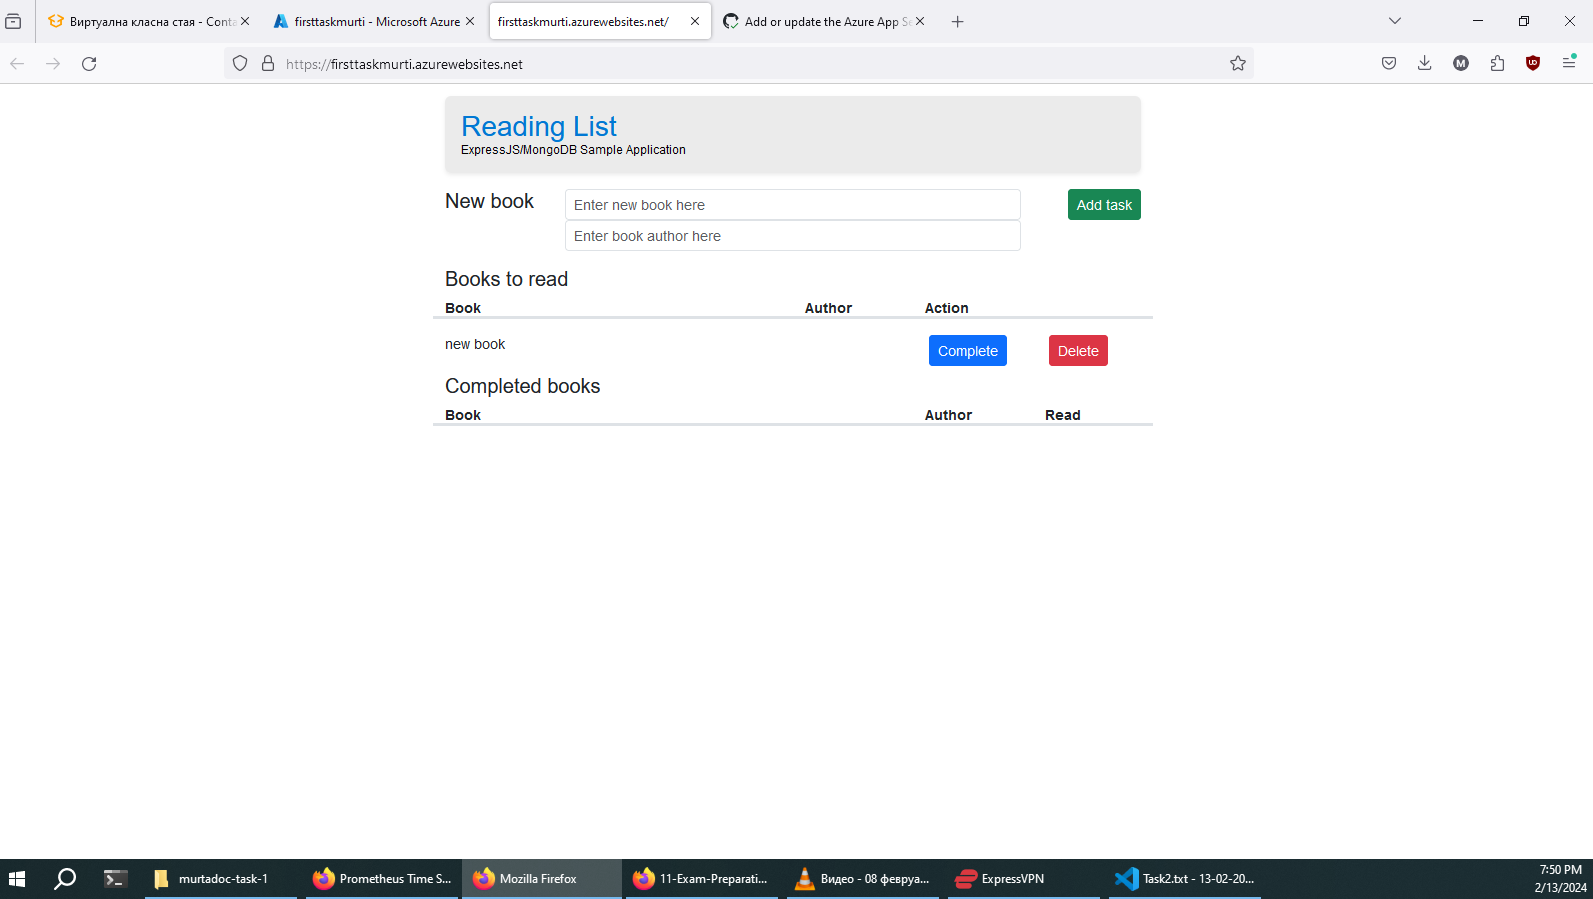 Виртуална класна стая - Conta
firsttaskmurti - Microsoft Azure
firsttaskmurti.azurewebsites.net/
Add or update the Azure App Se
https://firsttaskmurti.azurewebsites.net
M
UD
Reading List
ExpressJS/MongoDB Sample Application
New book
Enter new book here
Add task
Enter book author here
Books to read
Book Author Action
new book Complete Delete
Completed books
Book Author Read
murtadoc-task-1
Prometheus Time S...
Mozilla Firefox
11-Exam-Preparati...
Видео - 08 февруа...
ExpressVPN
Task2.txt - 13-02-20...
7:50 PM
2/13/2024